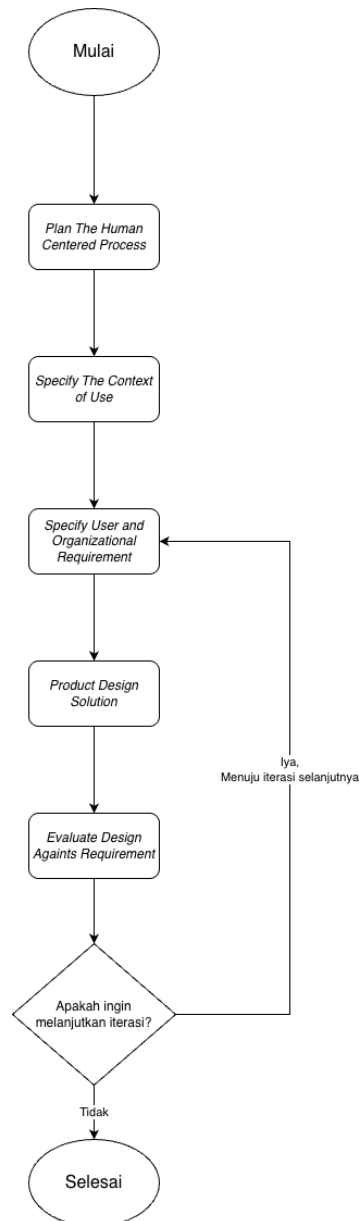 Mulai
Plan The Human
Centered Process
Specify The Context
of Use
Specify User and
Organizational
Requirement
Product Design
Solution
Iya,
Menuju iterasi selanjutnya
Evaluate Design
Againts Requirement
Apakah ingin
melanjutkan iterasi?
Tidak
Selesai